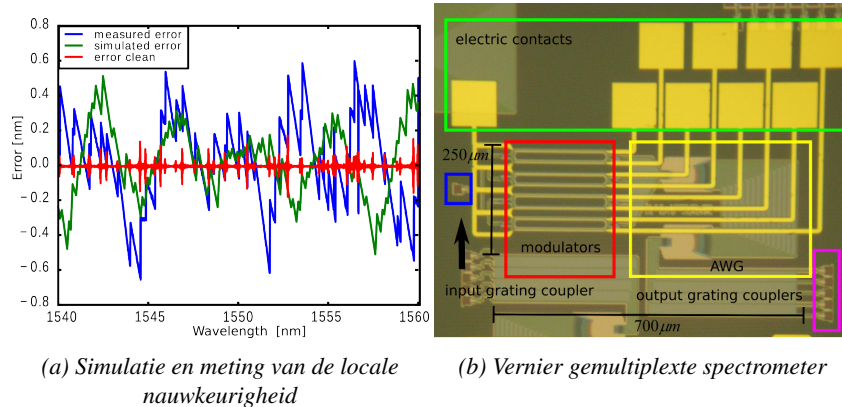 measured error
simulated error
error clean
0.8
0.6
0.4
0.2
0.0
−0.2
−0.4
−0.6
−0.8
Error [nm]
1540
1545
1550
1555
1560
Wavelength [nm]
(a) Simulatie en meting van de locale
nauwkeurigheid
electric contacts
250μm
modulators
AWG
input grating coupler
output grating couplers
700μm
(b) Vernier gemultiplexte spectrometer